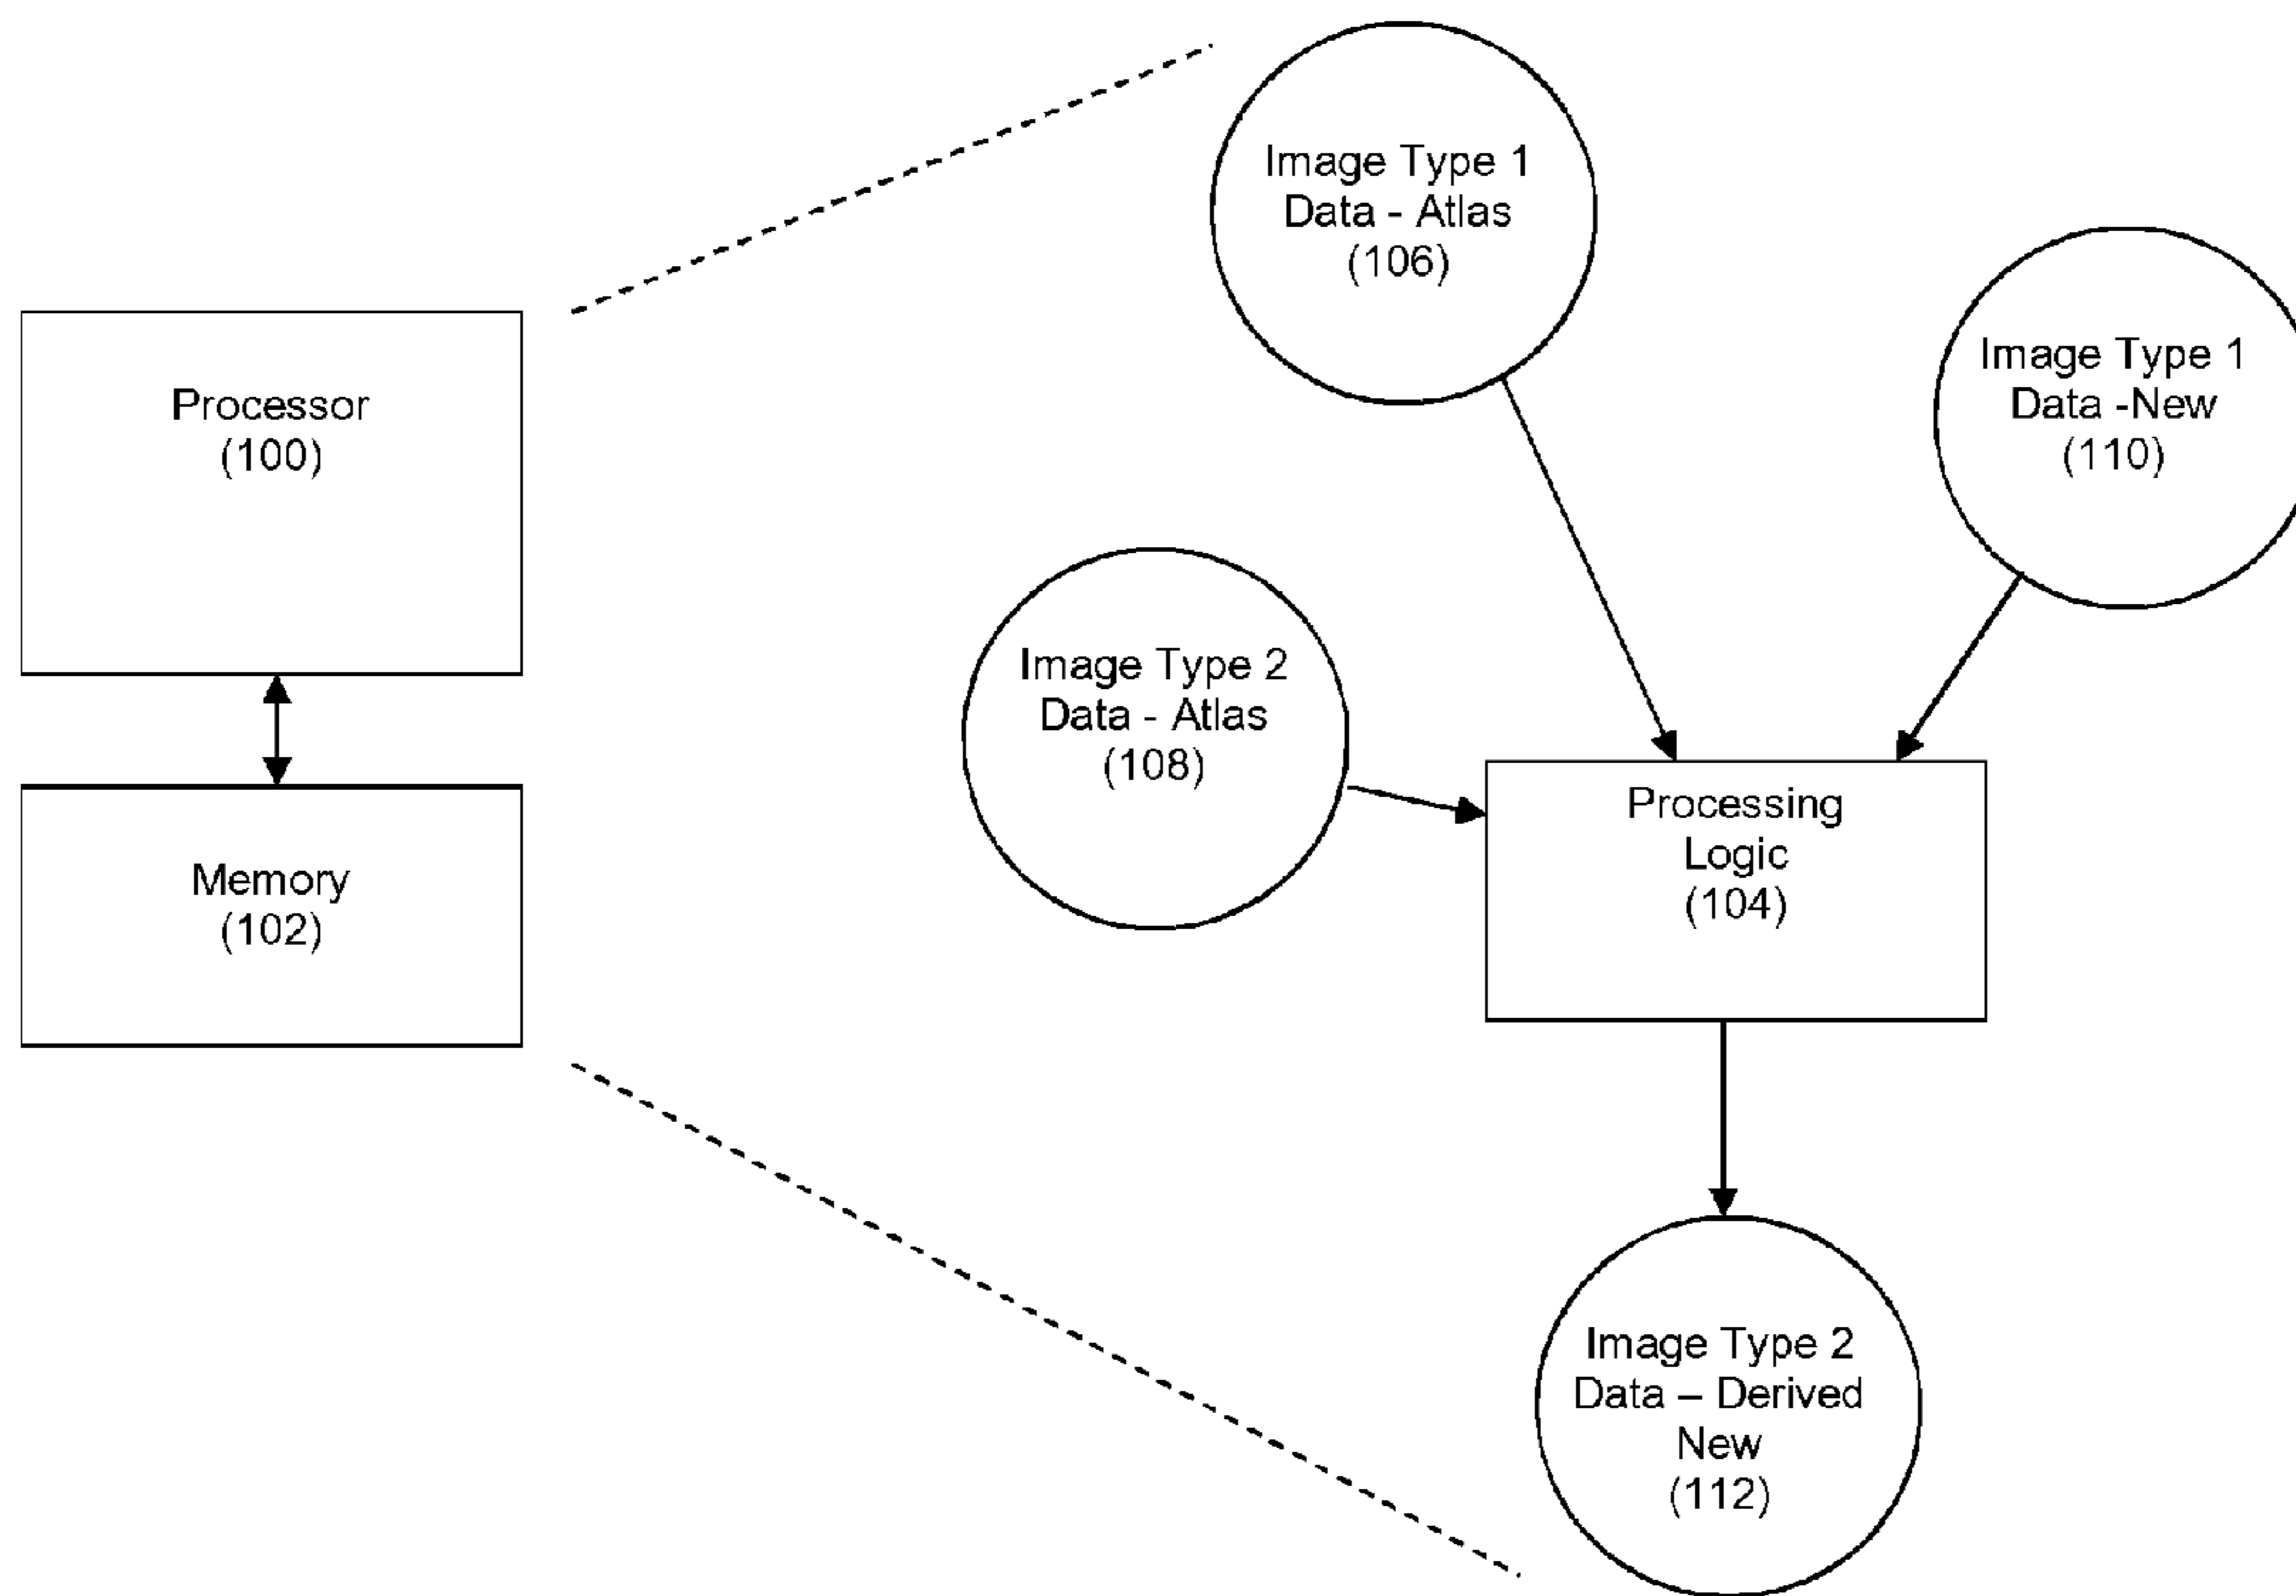 Processor
(100)
Memory
(102)
Image Type 1
Data - Atlas
(106)
Image Type 1
Data -New
(110)
Image Type 2
Data - Atlas
(108)
Processing
Logic
(104)
Image Type 2
Data – Derived
New
(112)